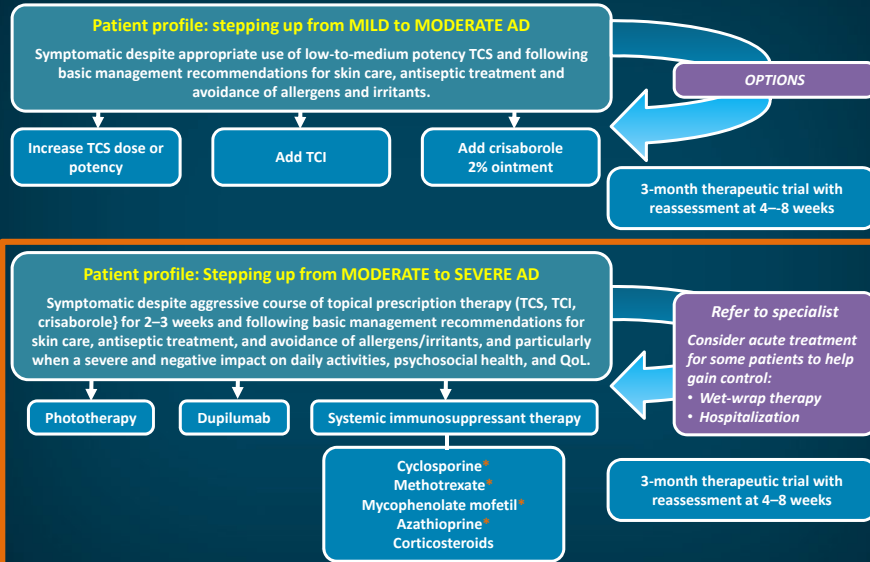 Patient profile: stepping up from MILD to MODERATE AD
Symptomatic despite appropriate use of low-to-medium potency TCS and following
basic management recommendations for skin care, antiseptic treatment and
avoidance of allergens and irritants.
OPTIONS
Increase TCS dose or
potency
Add TCI
Add crisaborole
2% ointment
3-month therapeutic trial with
reassessment at 4–-8 weeks
Patient profile: Stepping up from MODERATE to SEVERE AD
Symptomatic despite aggressive course of topical prescription therapy (TCS, TCI,
crisaborole} for 2–3 weeks and following basic management recommendations for
skin care, antiseptic treatment, and avoidance of allergens/irritants, and particularly
when a severe and negative impact on daily activities, psychosocial health, and QoL.
Refer to specialist
Consider acute treatment
for some patients to help
gain control:
• Wet-wrap therapy
• Hospitalization
Phototherapy
Dupilumab
Systemic immunosuppressant therapy
Cyclosporine*
Methotrexate*
Mycophenolate mofetil*
Azathioprine*
Corticosteroids
3-month therapeutic trial with
reassessment at 4–8 weeks